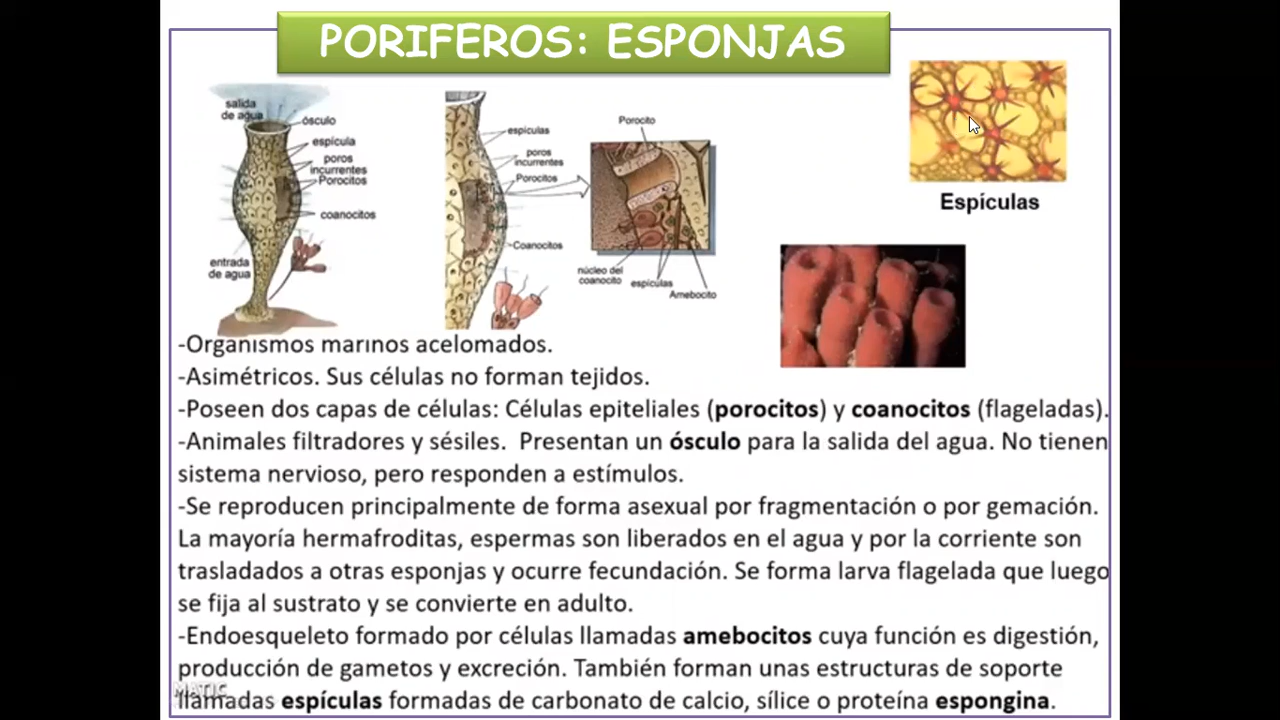 PORIFEROS: ESPONJAS
salida
de agua
ósculo
espícula
poros
incurrentes
Porocitos
coanocitos
entrada
de agua
espículas
poros
incurrentes
Porocitos
Coanocitos
Porocito
núcleo del
coanocito
espículas
Amebocito
Espículas
-Organismos marinos acelomados.
-Asimétricos. Sus células no forman tejidos.
-Poseen dos capas de células: Células epiteliales (porocitos) y coanocitos (flageladas).
-Animales filtradores y sésiles.  Presentan un ósculo para la salida del agua. No tienen
sistema nervioso, pero responden a estímulos.
-Se reproducen principalmente de forma asexual por fragmentación o por gemación.
La mayoría hermafroditas, espermas son liberados en el agua y por la corriente son
trasladados a otras esponjas y ocurre fecundación. Se forma larva flagelada que luego
se fija al sustrato y se convierte en adulto.
-Endoesqueleto formado por células llamadas amebocitos cuya función es digestión,
producción de gametos y excreción. También forman unas estructuras de soporte
llamadas espículas formadas de carbonato de calcio, sílice o proteína espongina.